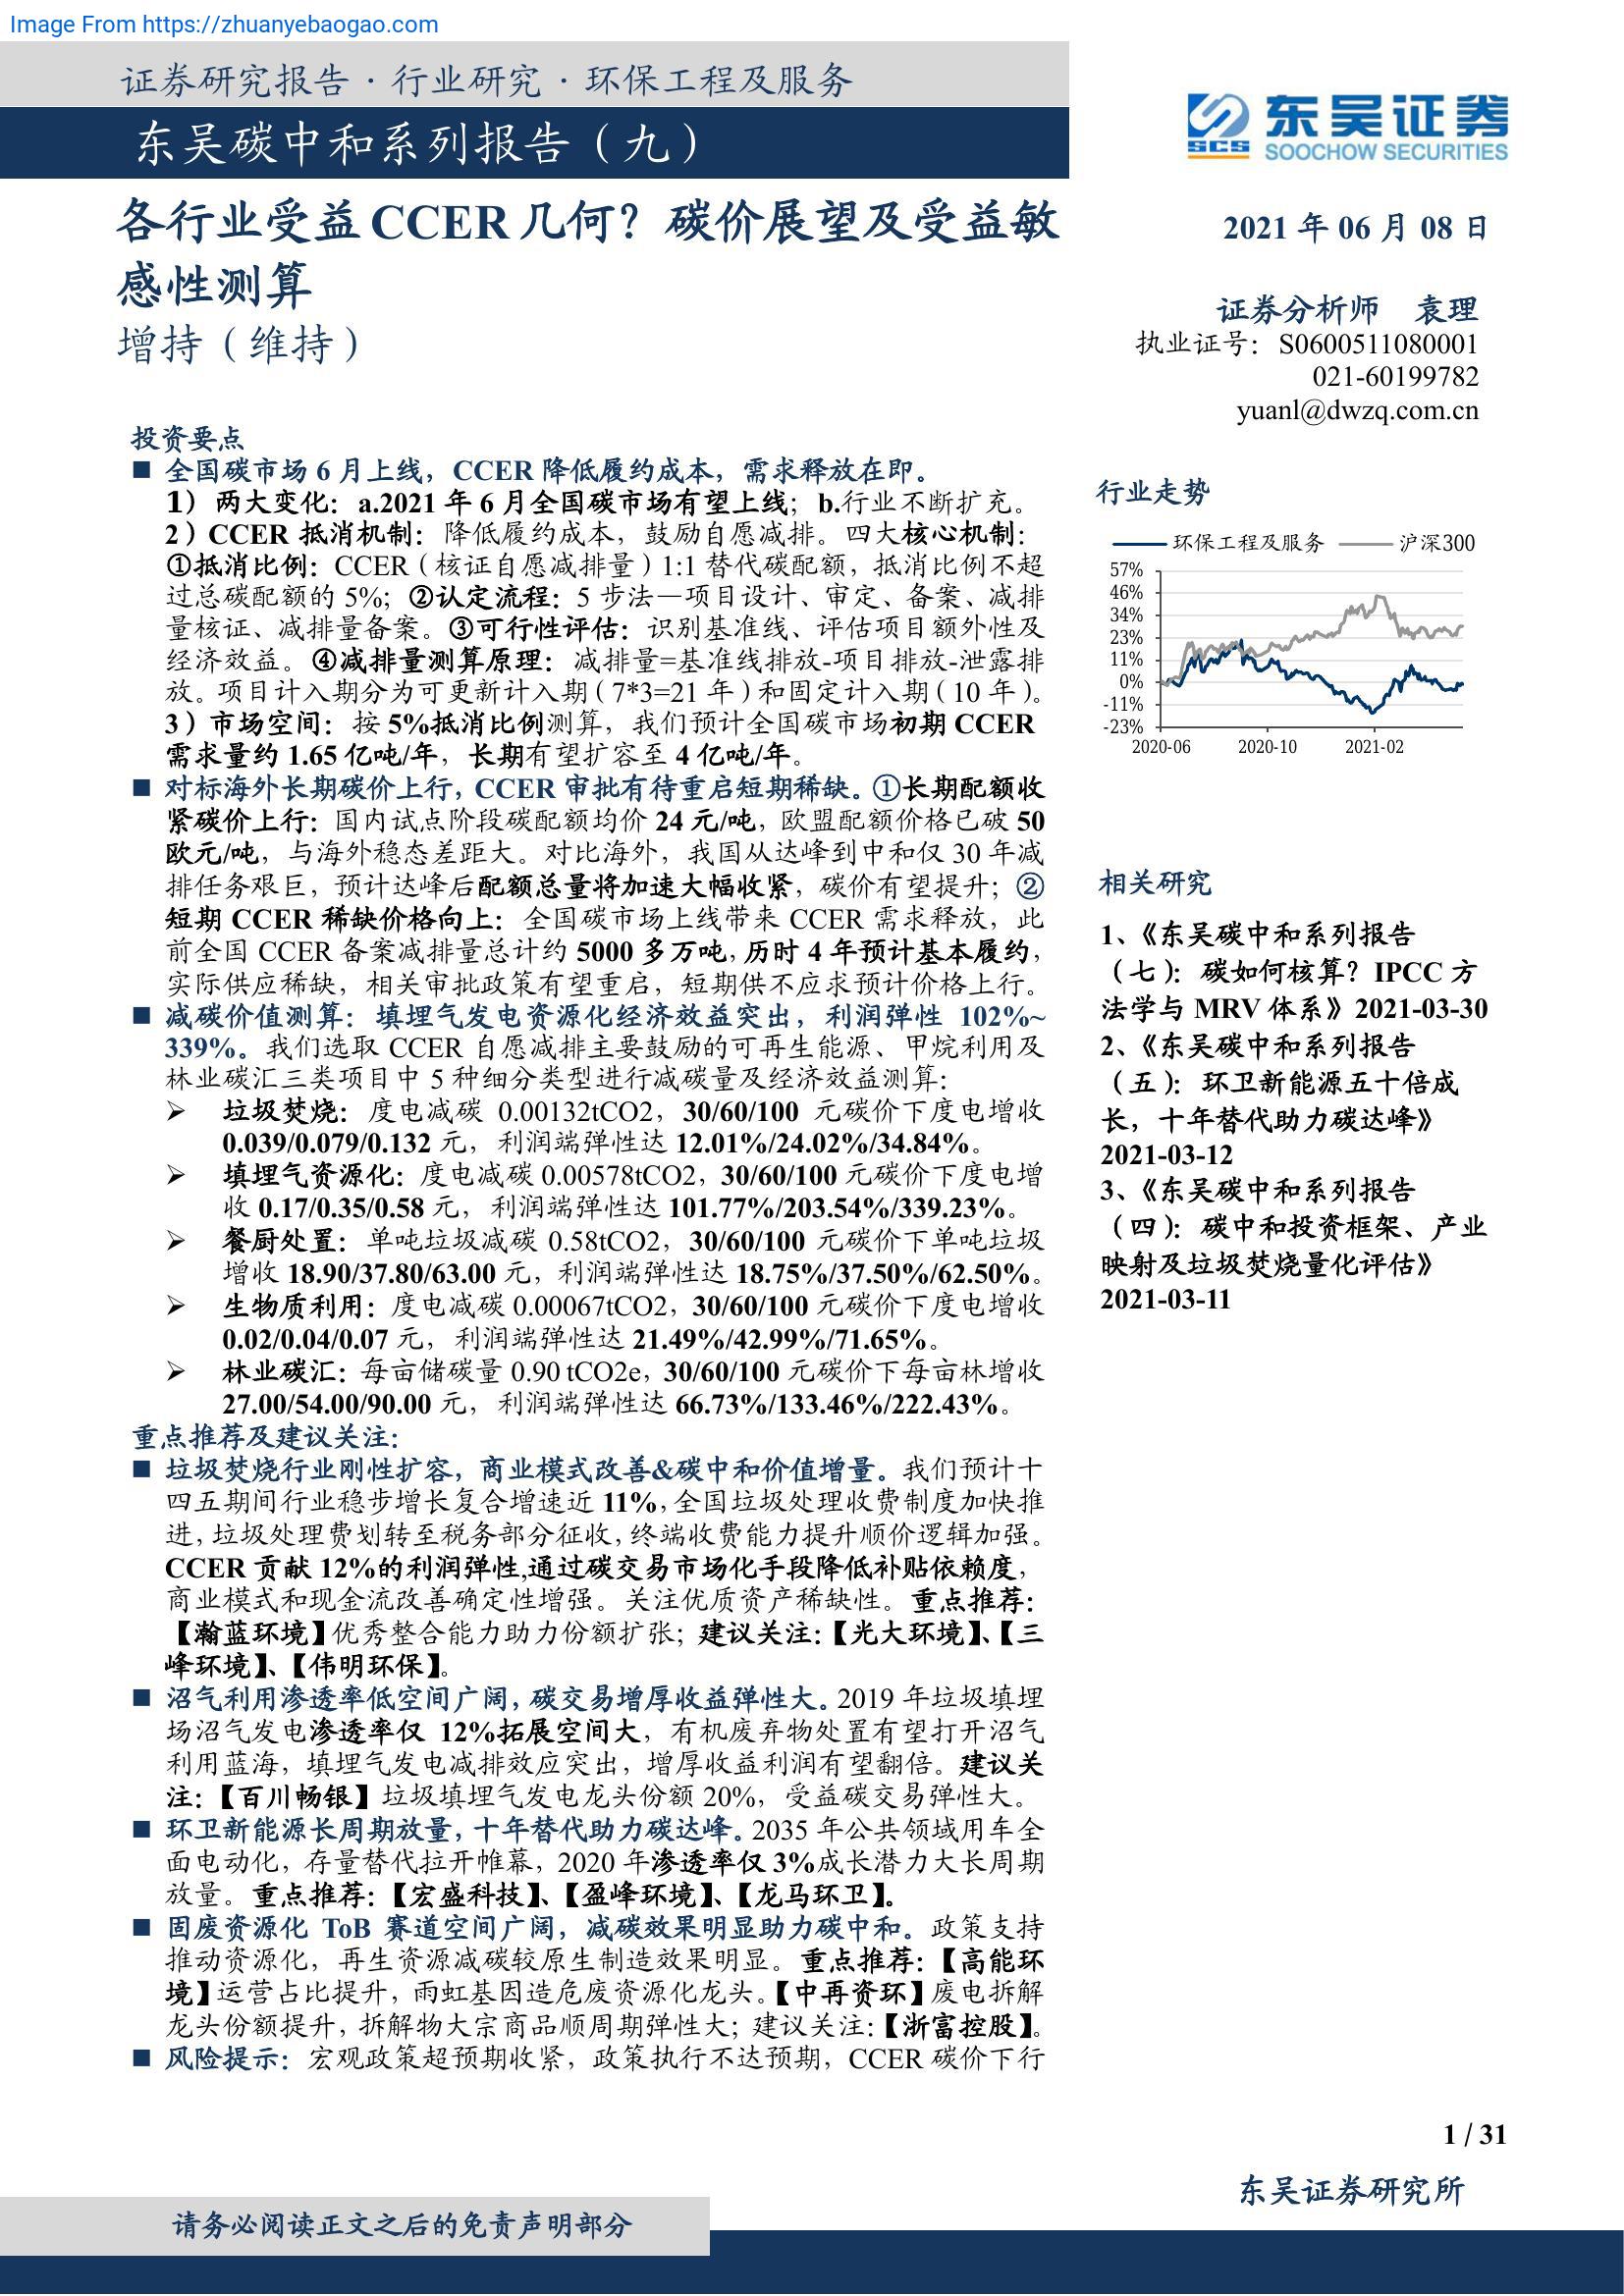 Image From https://zhuanyebaogao.com
证券研究报告·行业研究·环保工程及服务
东吴碳中和系列报告（九）
SCS
东吴证券
SOOCHOW SECURITIES
各行业受益 CCER 几何？碳价展望及受益敏
感性测算
增持（维持）
2021 年 06 月 08 日
证券分析师 袁理
执业证号：S0600511080001
021-60199782
yuanl@dwzq.com.cn
投资要点
■ 全国碳市场 6 月上线，CCER 降低履约成本，需求释放在即。
1）两大变化：a.2021 年 6 月全国碳市场有望上线；b.行业不断扩充。
2）CCER 抵消机制：降低履约成本，鼓励自愿减排。四大核心机制：
①抵消比例：CCER（核证自愿减排量）1:1 替代碳配额，抵消比例不超
过总碳配额的 5%；②认定流程：5 步法—项目设计、审定、备案、减排
量核证、减排量备案。③可行性评估：识别基准线、评估项目额外性及
经济效益。④减排量测算原理：减排量=基准线排放-项目排放-泄露排
放。项目计入期分为可更新计入期（7*3=21 年）和固定计入期（10 年）。
3）市场空间：按 5%抵消比例测算，我们预计全国碳市场初期 CCER
需求量约 1.65 亿吨/年，长期有望扩容至 4 亿吨/年。
■ 对标海外长期碳价上行，CCER 审批有待重启短期稀缺。①长期配额收
紧碳价上行：国内试点阶段碳配额均价 24 元/吨，欧盟配额价格已破 50
欧元/吨，与海外稳态差距大。对比海外，我国从达峰到中和仅 30 年减
排任务艰巨，预计达峰后配额总量将加速大幅收紧，碳价有望提升；②
短期 CCER 稀缺价格向上：全国碳市场上线带来 CCER 需求释放，此
前全国 CCER 备案减排量总计约 5000 多万吨，历时 4 年预计基本履约，
实际供应稀缺，相关审批政策有望重启，短期供不应求预计价格上行。
■ 减碳价值测算：填埋气发电资源化经济效益突出，利润弹性 102%~
339%。我们选取 CCER 自愿减排主要鼓励的可再生能源、甲烷利用及
林业碳汇三类项目中 5 种细分类型进行减碳量及经济效益测算：
➢ 垃圾焚烧：度电减碳 0.00132tCO2，30/60/100 元碳价下度电增收
0.039/0.079/0.132 元，利润端弹性达 12.01%/24.02%/34.84%。
➢ 填埋气资源化：度电减碳 0.00578tCO2，30/60/100 元碳价下度电增
收 0.17/0.35/0.58 元，利润端弹性达 101.77%/203.54%/339.23%。
➢ 餐厨处置：单吨垃圾减碳 0.58tCO2，30/60/100 元碳价下单吨垃圾
增收 18.90/37.80/63.00 元，利润端弹性达 18.75%/37.50%/62.50%。
➢ 生物质利用：度电减碳 0.00067tCO2，30/60/100 元碳价下度电增收
0.02/0.04/0.07 元，利润端弹性达 21.49%/42.99%/71.65%。
➢ 林业碳汇：每亩储碳量 0.90 tCO2e，30/60/100 元碳价下每亩林增收
27.00/54.00/90.00 元，利润端弹性达 66.73%/133.46%/222.43%。
重点推荐及建议关注：
■ 垃圾焚烧行业刚性扩容，商业模式改善&碳中和价值增量。我们预计十
四五期间行业稳步增长复合增速近 11%，全国垃圾处理收费制度加快推
进，垃圾处理费划转至税务部分征收，终端收费能力提升顺价逻辑加强。
CCER 贡献 12%的利润弹性,通过碳交易市场化手段降低补贴依赖度，
商业模式和现金流改善确定性增强。关注优质资产稀缺性。重点推荐：
【瀚蓝环境】优秀整合能力助力份额扩张；建议关注：【光大环境】、【三
峰环境】、【伟明环保】。
■ 沼气利用渗透率低空间广阔，碳交易增厚收益弹性大。2019 年垃圾填埋
场沼气发电渗透率仅 12%拓展空间大，有机废弃物处置有望打开沼气
利用蓝海，填埋气发电减排效应突出，增厚收益利润有望翻倍。建议关
注：【百川畅银】垃圾填埋气发电龙头份额 20%，受益碳交易弹性大。
■ 环卫新能源长周期放量，十年替代助力碳达峰。2035 年公共领域用车全
面电动化，存量替代拉开帷幕，2020 年渗透率仅 3%成长潜力大长周期
放量。重点推荐：【宏盛科技】、【盈峰环境】、【龙马环卫】。
■ 固废资源化 ToB 赛道空间广阔，减碳效果明显助力碳中和。政策支持
推动资源化，再生资源减碳较原生制造效果明显。重点推荐：【高能环
境】运营占比提升，雨虹基因造危废资源化龙头。【中再资环】废电拆解
龙头份额提升，拆解物大宗商品顺周期弹性大；建议关注：【浙富控股】。
■ 风险提示：宏观政策超预期收紧，政策执行不达预期，CCER 碳价下行
行业走势
环保工程及服务 沪深300
57%
46%
34%
23%
11%
0%
-11%
-23%
2020-06 2020-10 2021-02
相关研究
1、《东吴碳中和系列报告
（七）：碳如何核算？IPCC 方
法学与 MRV 体系》2021-03-30
2、《东吴碳中和系列报告
（五）：环卫新能源五十倍成
长，十年替代助力碳达峰》
2021-03-12
3、《东吴碳中和系列报告
（四）：碳中和投资框架、产业
映射及垃圾焚烧量化评估》
2021-03-11
1 / 31
东吴证券研究所
请务必阅读正文之后的免责声明部分